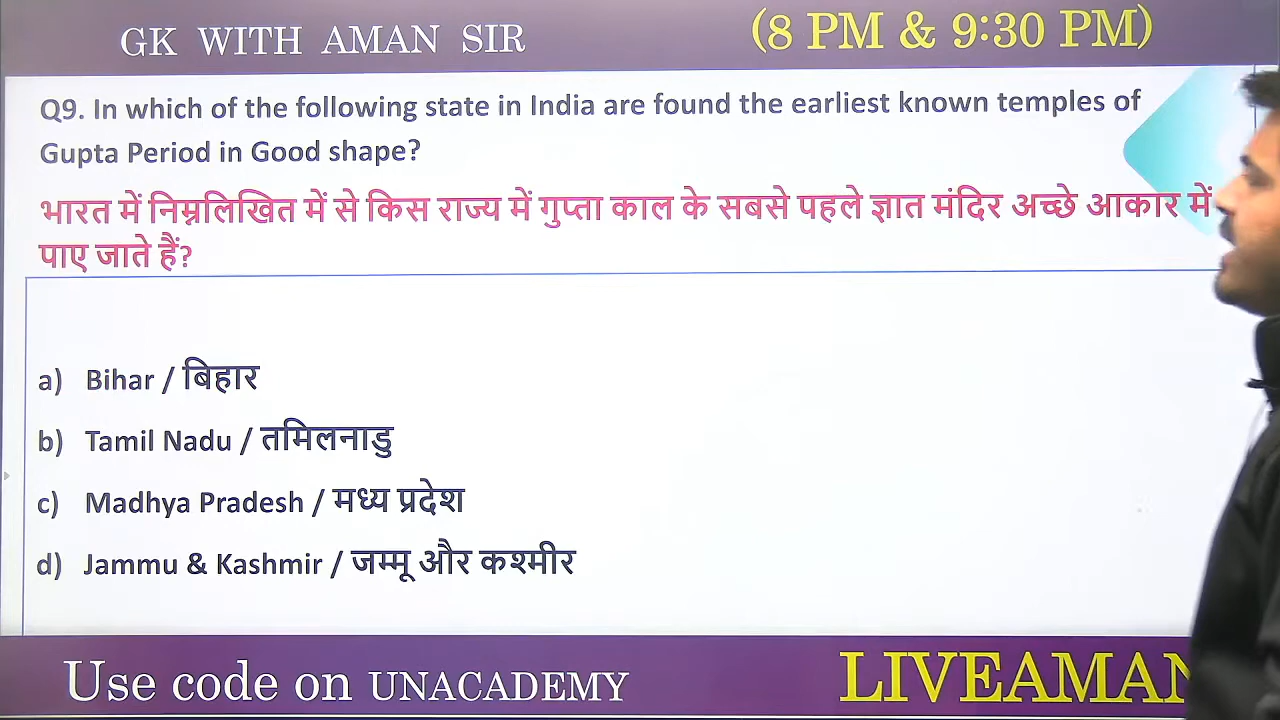 GK WITH AMAN SIR
(8 PM & 9:30 PM)
Q9. In which of the following state in India are found the earliest known temples of
Gupta Period in Good shape?
भारत में निम्नलिखित में से किस राज्य में गुप्ता काल के सबसे पहले ज्ञात मंदिर अच्छे आकार में
पाए जाते हैं?
a) Bihar / बिहार
b) Tamil Nadu / तमिलनाडु
c) Madhya Pradesh / मध्य प्रदेश
d) Jammu & Kashmir / जम्मू और कश्मीर
Use code on UNACADEMY
LIVEAMAN